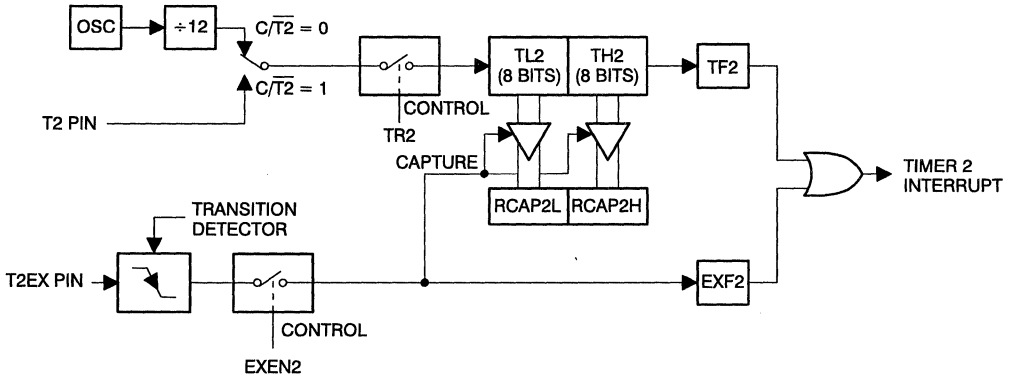 OSC
÷12
C/T2̅ = 0
C/T2̅ = 1
T2 PIN
CONTROL
TR2
TL2
(8 BITS)
TH2
(8 BITS)
TF2
CAPTURE
RCAP2L
RCAP2H
TIMER 2
INTERRUPT
TRANSITION
DETECTOR
T2EX PIN
EXF2
CONTROL
EXEN2